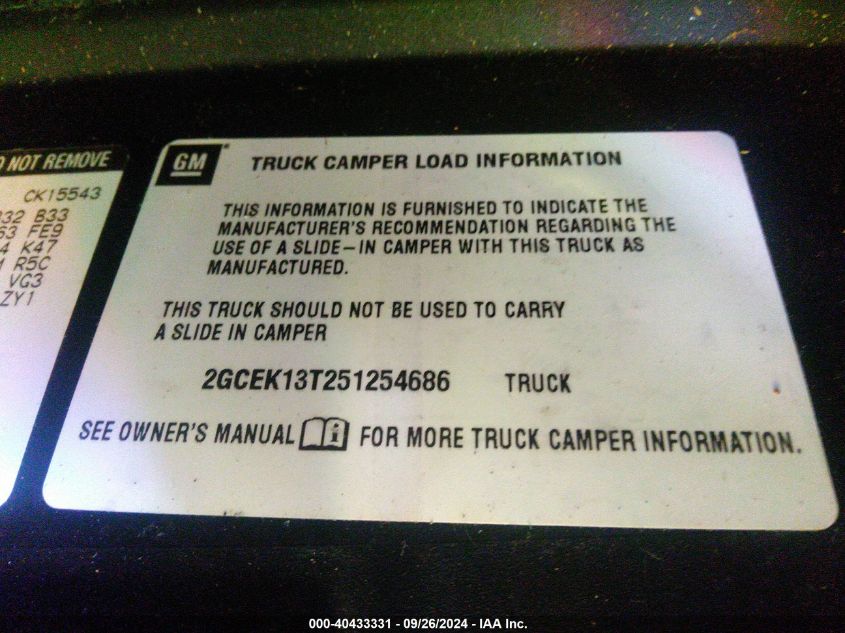 D NOT REMOVE
CK15543
B33
FE9
K47
R5C
VG3
ZY1
GM
TRUCK CAMPER LOAD INFORMATION
THIS INFORMATION IS FURNISHED TO INDICATE THE
MANUFACTURER'S RECOMMENDATION REGARDING THE
USE OF A SLIDE–IN CAMPER WITH THIS TRUCK AS
MANUFACTURED.
THIS TRUCK SHOULD NOT BE USED TO CARRY
A SLIDE IN CAMPER
2GCEK13T251254686 TRUCK
SEE OWNER'S MANUAL FOR MORE TRUCK CAMPER INFORMATION.
000-40433331 - 09/26/2024 - IAA Inc.